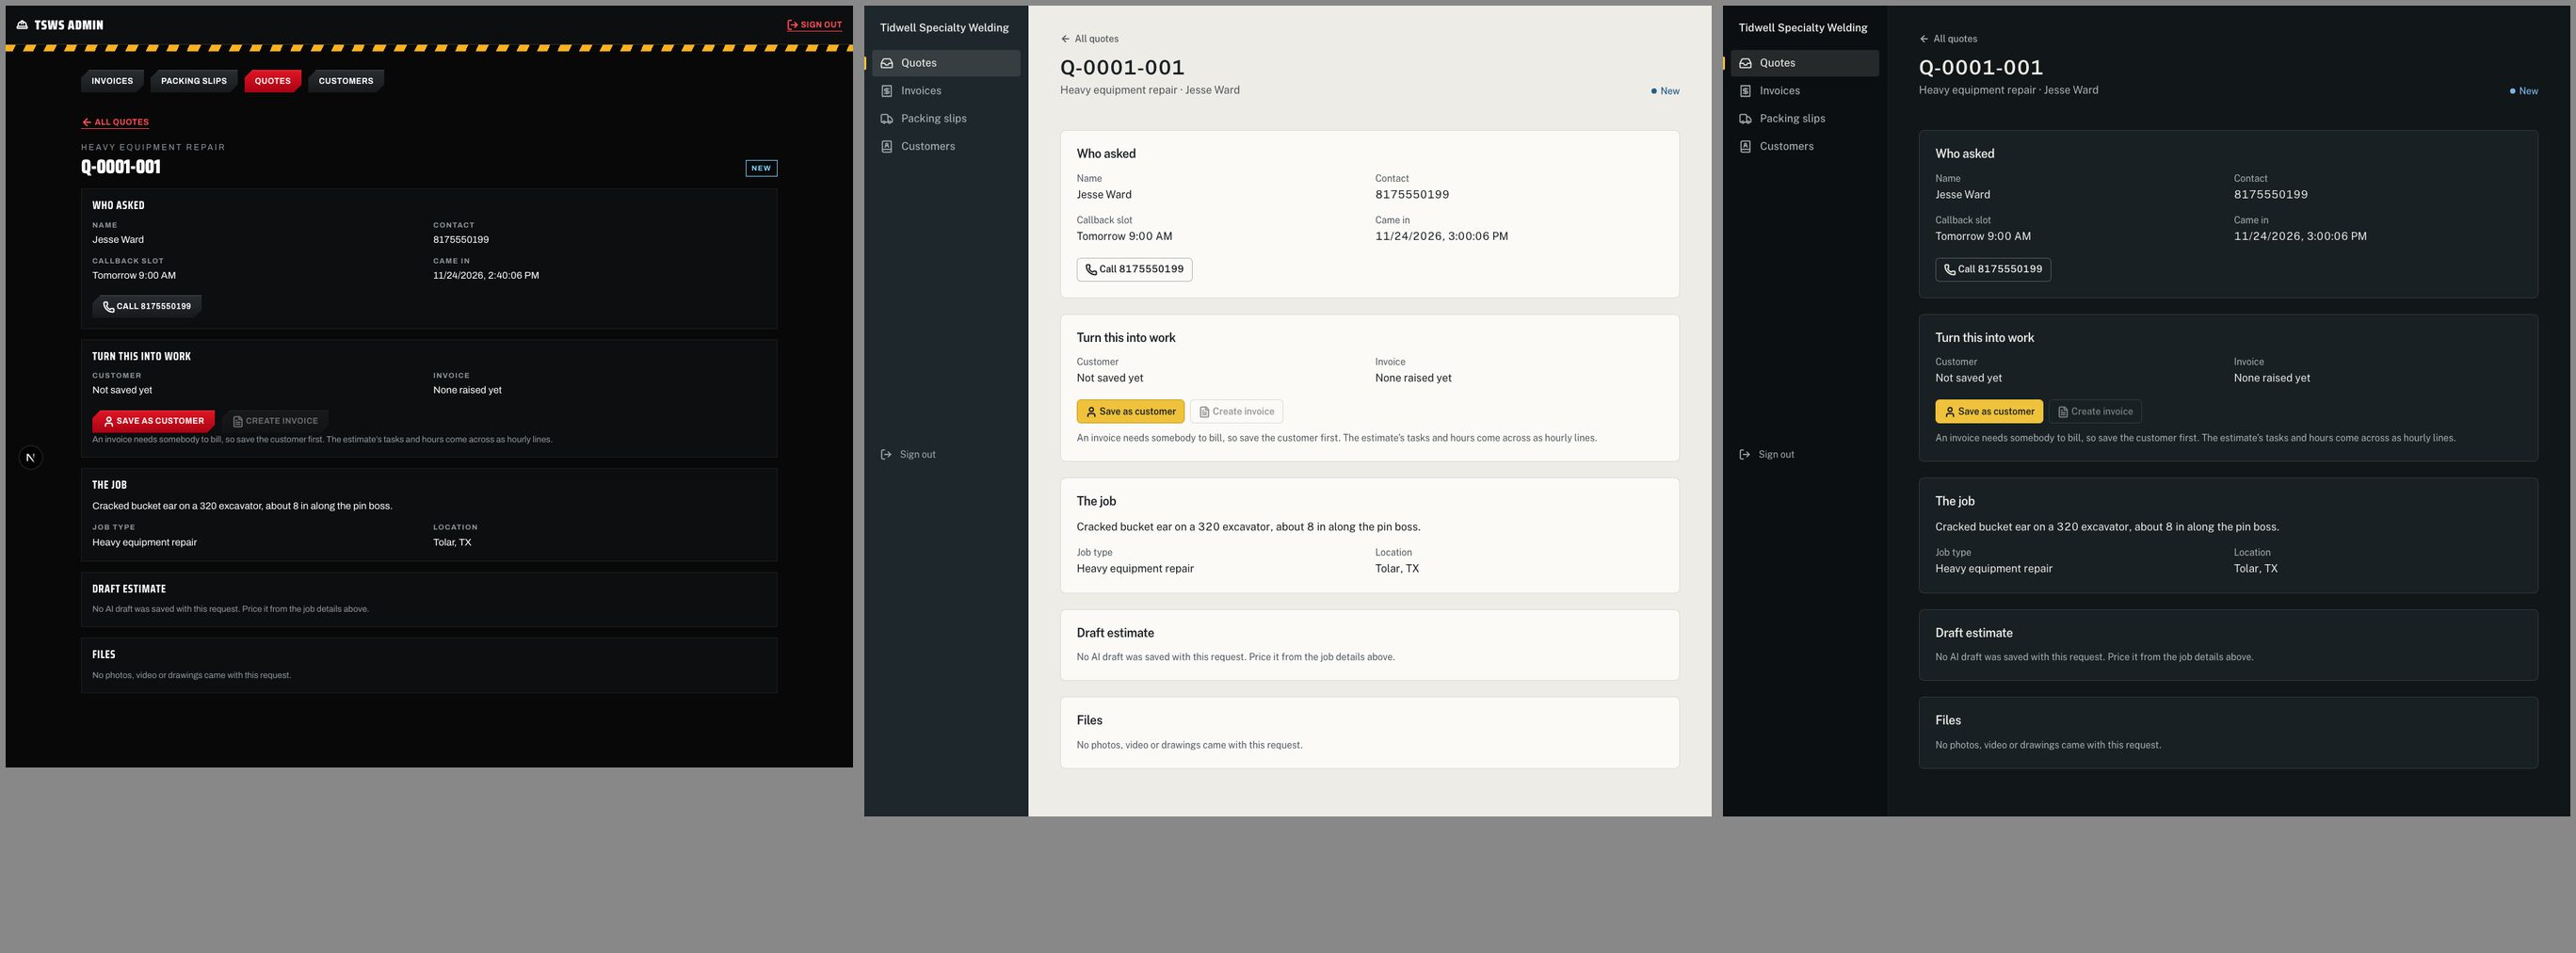 TSWS ADMIN
SIGN OUT
INVOICES
PACKING SLIPS
QUOTES
CUSTOMERS
ALL QUOTES
HEAVY EQUIPMENT REPAIR
Q-0001-001
NEW
WHO ASKED
NAME
CONTACT
Jesse Ward
8175550199
CALLBACK SLOT
CAME IN
Tomorrow 9:00 AM
11/24/2026, 2:40:06 PM
CALL 8175550199
TURN THIS INTO WORK
CUSTOMER
INVOICE
Not saved yet
None raised yet
SAVE AS CUSTOMER
CREATE INVOICE
An invoice needs somebody to bill, so save the customer first. The estimate's tasks and hours come across as hourly lines.
N
THE JOB
Cracked bucket ear on a 320 excavator, about 8 in along the pin boss.
JOB TYPE
LOCATION
Heavy equipment repair
Tolar, TX
DRAFT ESTIMATE
No AI draft was saved with this request. Price it from the job details above.
FILES
No photos, video or drawings came with this request.
Tidwell Specialty Welding
Quotes
Invoices
Packing slips
Customers
Sign out
All quotes
Q-0001-001
Heavy equipment repair · Jesse Ward
New
Who asked
Name
Contact
Jesse Ward
8175550199
Callback slot
Came in
Tomorrow 9:00 AM
11/24/2026, 3:00:06 PM
Call 8175550199
Turn this into work
Customer
Invoice
Not saved yet
None raised yet
Save as customer
Create invoice
An invoice needs somebody to bill, so save the customer first. The estimate's tasks and hours come across as hourly lines.
The job
Cracked bucket ear on a 320 excavator, about 8 in along the pin boss.
Job type
Location
Heavy equipment repair
Tolar, TX
Draft estimate
No AI draft was saved with this request. Price it from the job details above.
Files
No photos, video or drawings came with this request.
Tidwell Specialty Welding
Quotes
Invoices
Packing slips
Customers
Sign out
All quotes
Q-0001-001
Heavy equipment repair · Jesse Ward
New
Who asked
Name
Contact
Jesse Ward
8175550199
Callback slot
Came in
Tomorrow 9:00 AM
11/24/2026, 3:00:06 PM
Call 8175550199
Turn this into work
Customer
Invoice
Not saved yet
None raised yet
Save as customer
Create invoice
An invoice needs somebody to bill, so save the customer first. The estimate's tasks and hours come across as hourly lines.
The job
Cracked bucket ear on a 320 excavator, about 8 in along the pin boss.
Job type
Location
Heavy equipment repair
Tolar, TX
Draft estimate
No AI draft was saved with this request. Price it from the job details above.
Files
No photos, video or drawings came with this request.